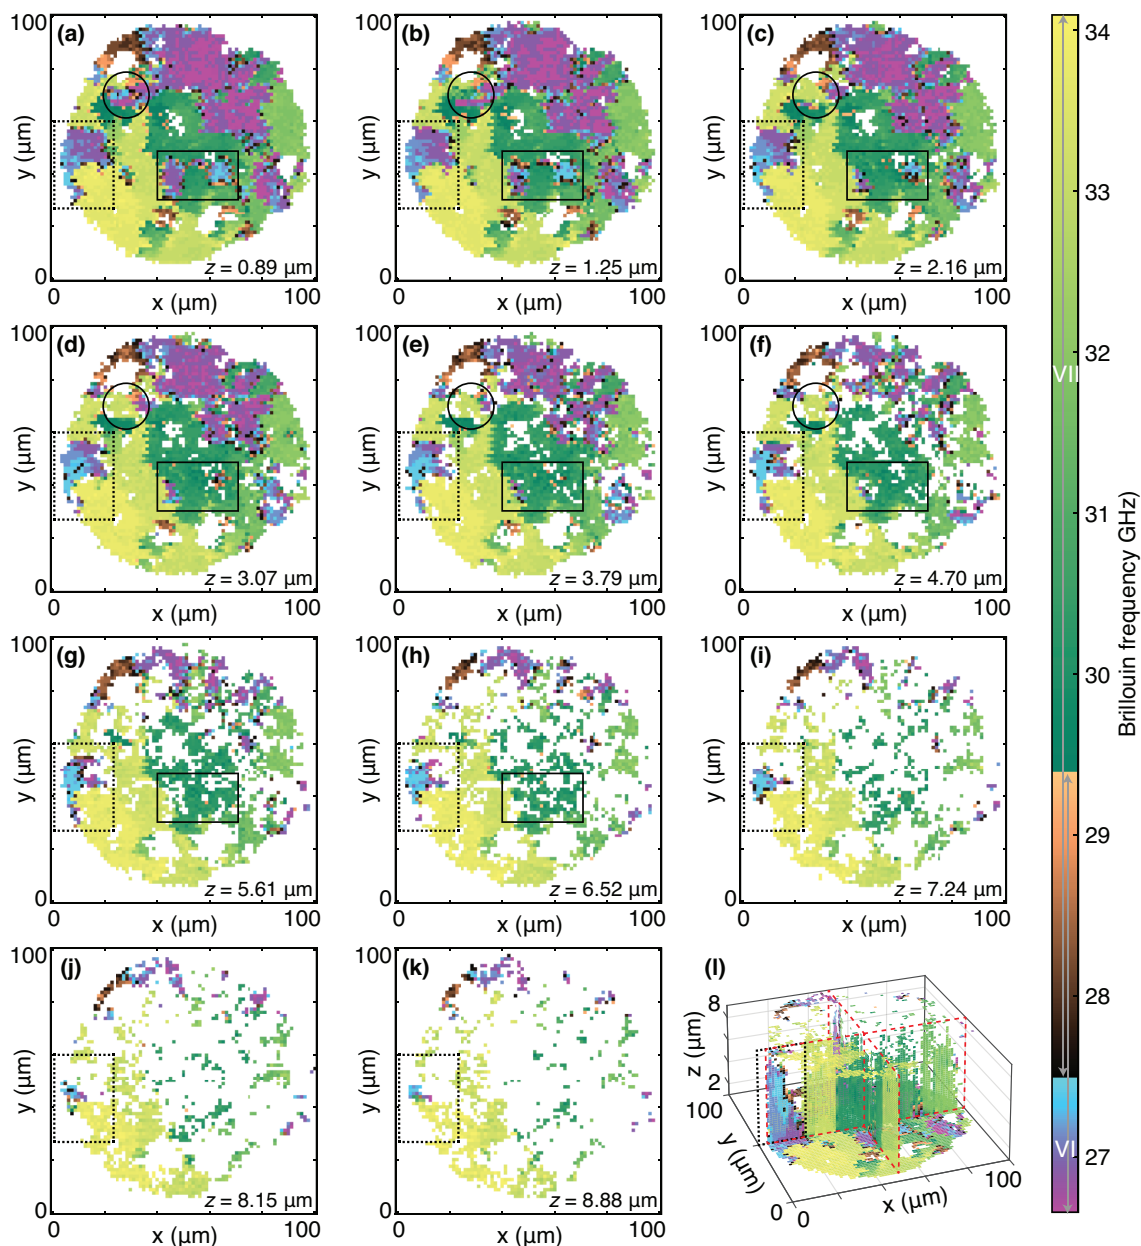 (a)
100
y (µm)
0
z = 0.89 µm
0
100
x (µm)
(b)
100
y (µm)
0
z = 1.25 µm
0
100
x (µm)
(c)
100
y (µm)
0
z = 2.16 µm
0
100
x (µm)
(d)
100
y (µm)
0
z = 3.07 µm
0
100
x (µm)
(e)
100
y (µm)
0
z = 3.79 µm
0
100
x (µm)
(f)
100
y (µm)
0
z = 4.70 µm
0
100
x (µm)
(g)
100
y (µm)
0
z = 5.61 µm
0
100
x (µm)
(h)
100
y (µm)
0
z = 6.52 µm
0
100
x (µm)
(i)
100
y (µm)
0
z = 7.24 µm
0
100
x (µm)
(j)
100
y (µm)
0
z = 8.15 µm
0
100
x (µm)
(k)
100
y (µm)
0
z = 8.88 µm
0
100
x (µm)
(l)
8
z (µm)
2
100
y (µm)
0
0
x (µm)
100
34
33
32
VII
31
30
29
28
VI
27
Brillouin frequency GHz